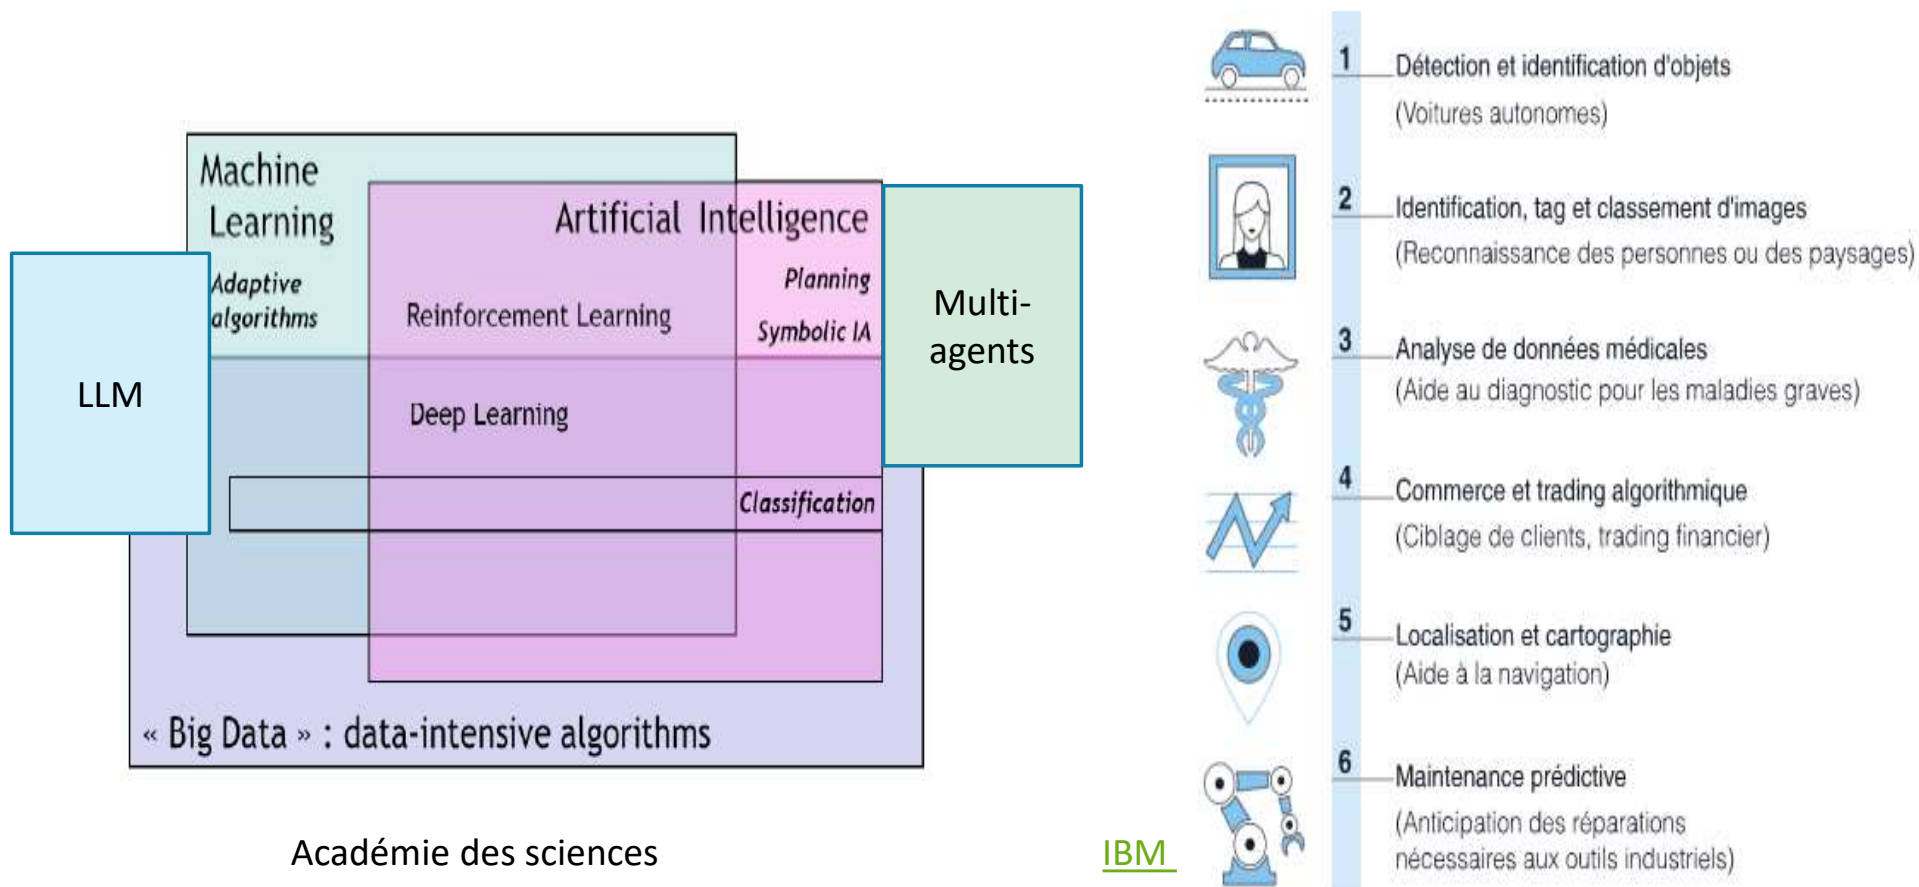 Machine
Learning
Adaptive
algorithms
Artificial Intelligence
Planning
Symbolic IA
Reinforcement Learning
Deep Learning
Classification
LLM
Multi-
agents
« Big Data » : data-intensive algorithms
Académie des sciences
1
Détection et identification d'objets
(Voitures autonomes)
2
Identification, tag et classement d'images
(Reconnaissance des personnes ou des paysages)
3
Analyse de données médicales
(Aide au diagnostic pour les maladies graves)
4
Commerce et trading algorithmique
(Ciblage de clients, trading financier)
5
Localisation et cartographie
(Aide à la navigation)
6
Maintenance prédictive
(Anticipation des réparations
nécessaires aux outils industriels)
IBM